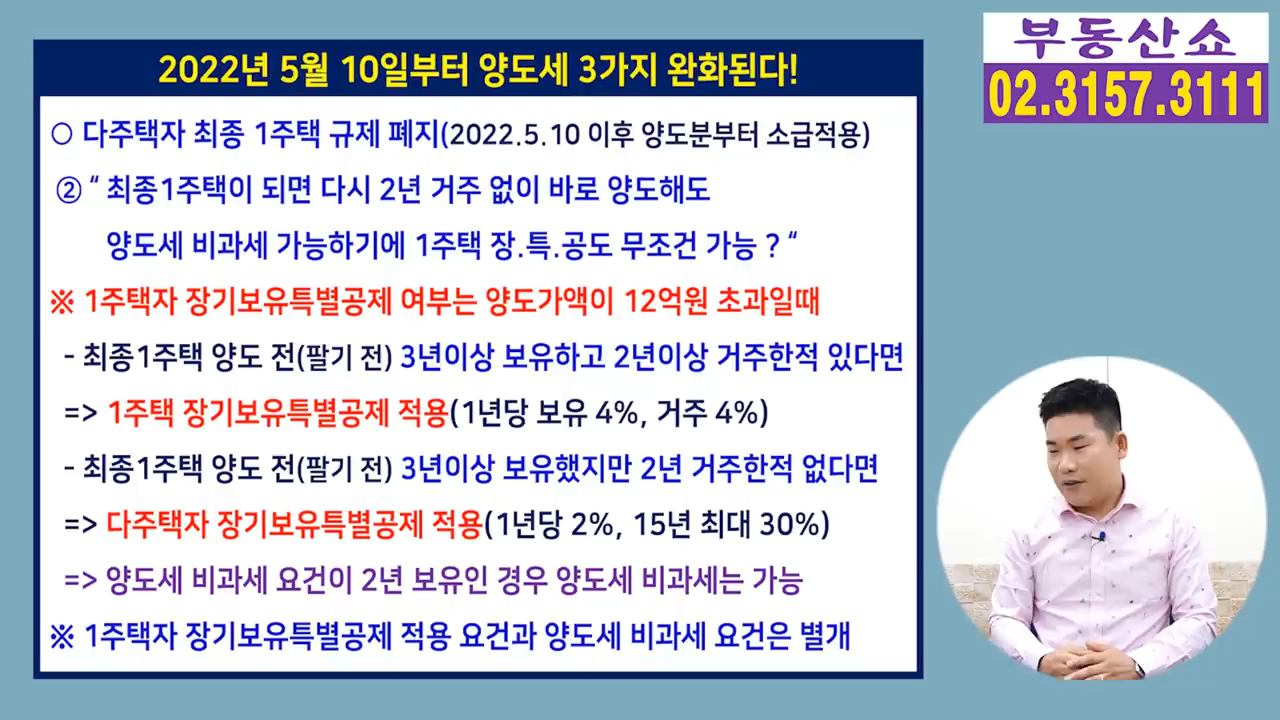 부동산쇼
02.3157.3111
2022년 5월 10일부터 양도세 3가지 완화된다!
○ 다주택자 최종 1주택 규제 폐지(2022.5.10 이후 양도분부터 소급적용)
② “ 최종1주택이 되면 다시 2년 거주 없이 바로 양도해도
양도세 비과세 가능하기에 1주택 장.특.공도 무조건 가능 ? “
※ 1주택자 장기보유특별공제 여부는 양도가액이 12억원 초과일때
- 최종1주택 양도 전(팔기 전) 3년이상 보유하고 2년이상 거주한적 있다면
=> 1주택 장기보유특별공제 적용(1년당 보유 4%, 거주 4%)
- 최종1주택 양도 전(팔기 전) 3년이상 보유했지만 2년 거주한적 없다면
=> 다주택자 장기보유특별공제 적용(1년당 2%, 15년 최대 30%)
=> 양도세 비과세 요건이 2년 보유인 경우 양도세 비과세는 가능
※ 1주택자 장기보유특별공제 적용 요건과 양도세 비과세 요건은 별개